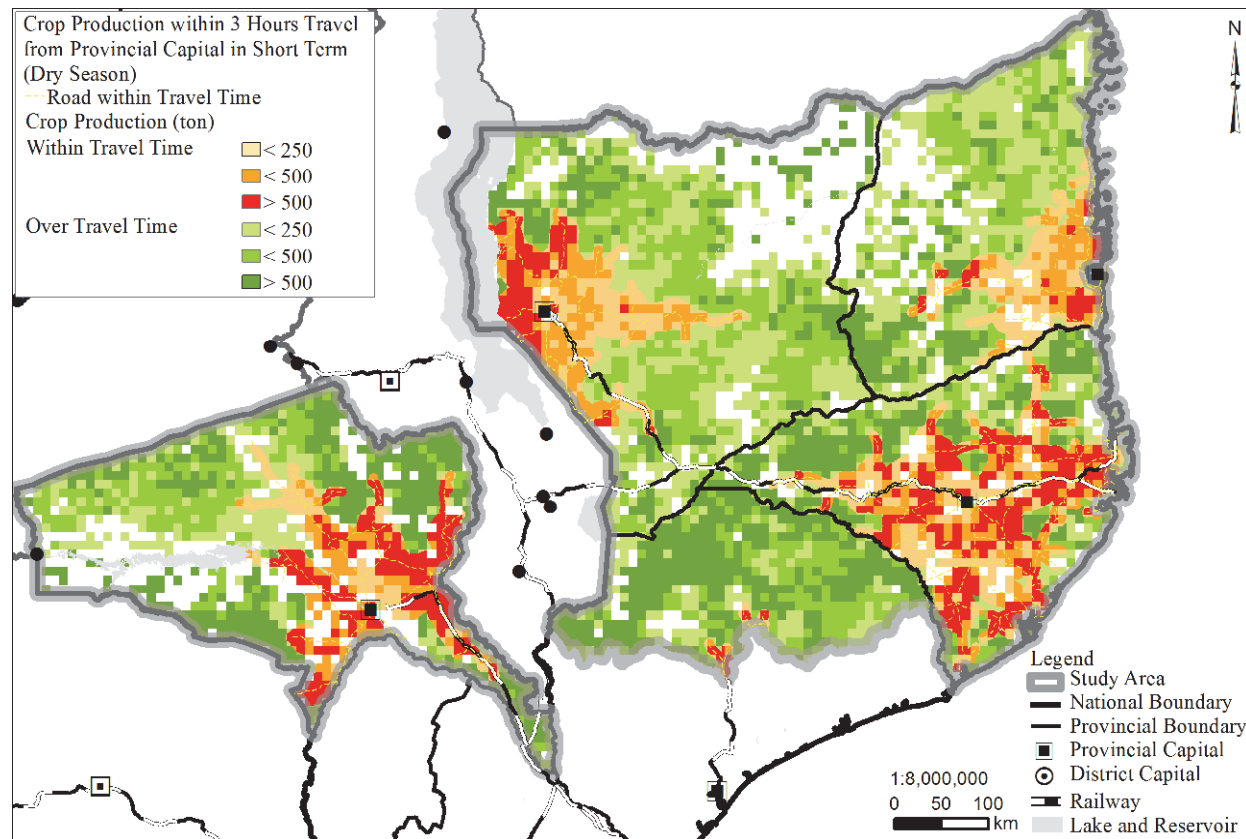 Crop Production within 3 Hours Travel
from Provincial Capital in Short Term
(Dry Season)
Road within Travel Time
Crop Production (ton)
Within Travel Time
< 250
< 500
> 500
Over Travel Time
< 250
< 500
> 500
N
Legend
Study Area
National Boundary
Provincial Boundary
Provincial Capital
District Capital
Railway
Lake and Reservoir
1:8,000,000
0 50 100
km